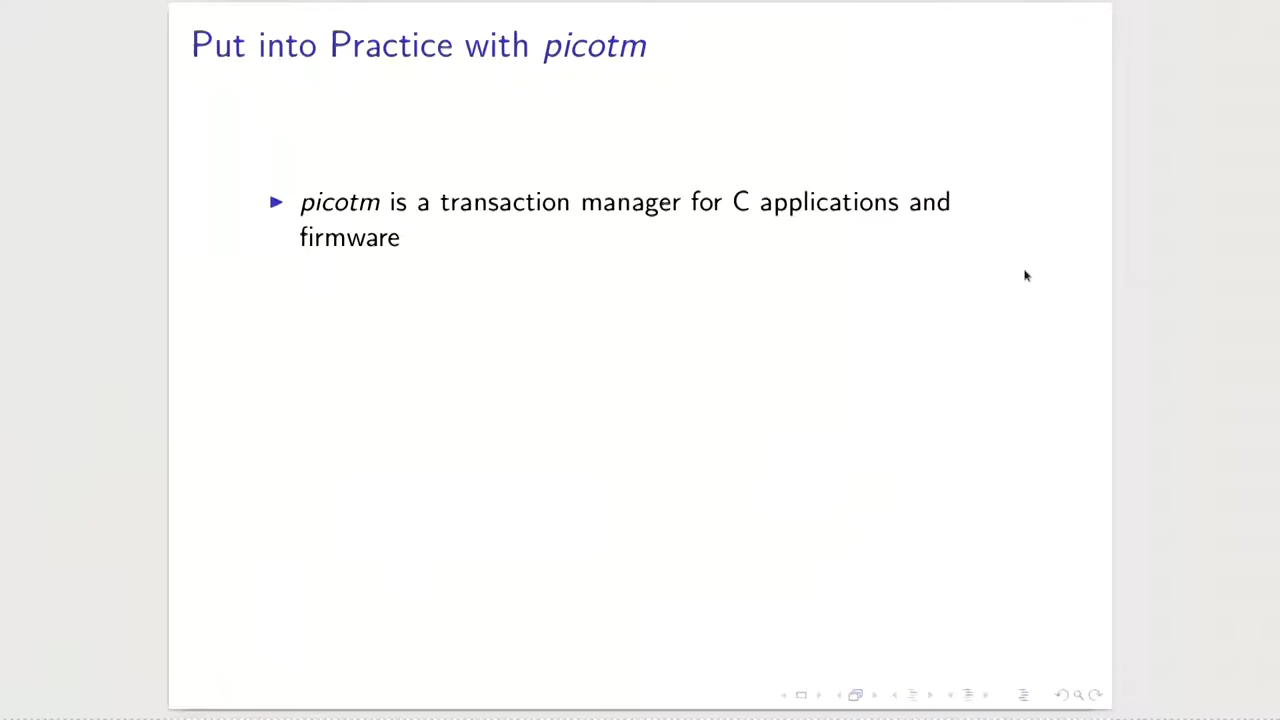 Put into Practice with picotm
picotm is a transaction manager for C applications and
firmware